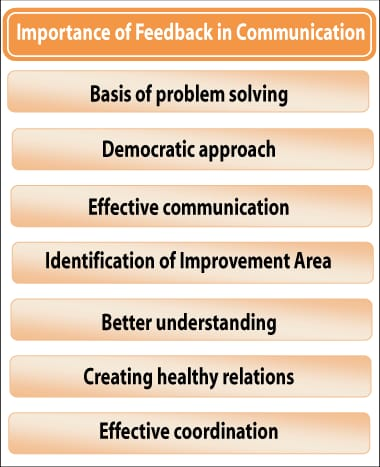 Importance of Feedback in Communication
Basis of problem solving
Democratic approach
Effective communication
Identification of Improvement Area
Better understanding
Creating healthy relations
Effective coordination